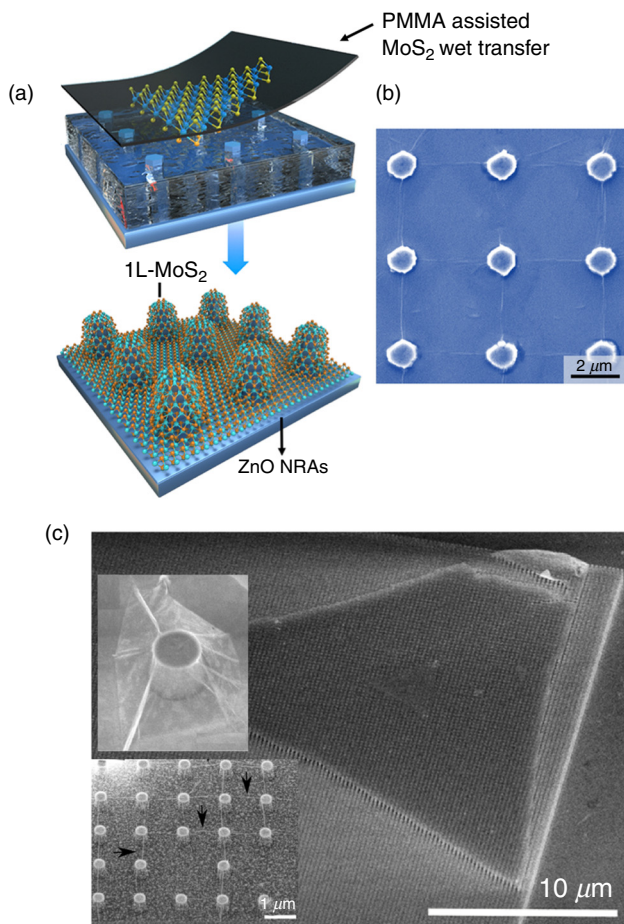 PMMA assisted
MoS₂ wet transfer
(a)
(b)
1L-MoS₂
2 μm
ZnO NRAs
(c)
1 μm
10 μm